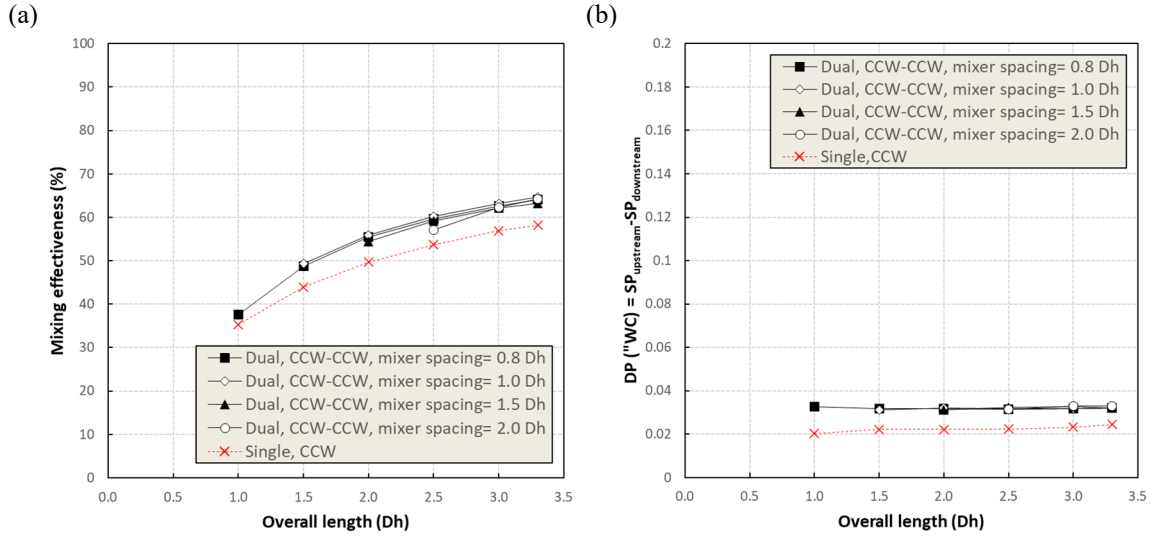 (a)
Mixing effectiveness (%)
100
90
80
70
60
50
40
30
20
10
0
Dual, CCW-CCW, mixer spacing= 0.8 Dh
Dual, CCW-CCW, mixer spacing= 1.0 Dh
Dual, CCW-CCW, mixer spacing= 1.5 Dh
Dual, CCW-CCW, mixer spacing= 2.0 Dh
Single, CCW
0.0 0.5 1.0 1.5 2.0 2.5 3.0 3.5
Overall length (Dh)
(b)
DP ("WC) = SPupstream-SPdownstream
0.2
0.18
0.16
0.14
0.12
0.1
0.08
0.06
0.04
0.02
0
Dual, CCW-CCW, mixer spacing= 0.8 Dh
Dual, CCW-CCW, mixer spacing= 1.0 Dh
Dual, CCW-CCW, mixer spacing= 1.5 Dh
Dual, CCW-CCW, mixer spacing= 2.0 Dh
Single,CCW
0.0 0.5 1.0 1.5 2.0 2.5 3.0 3.5
Overall length (Dh)